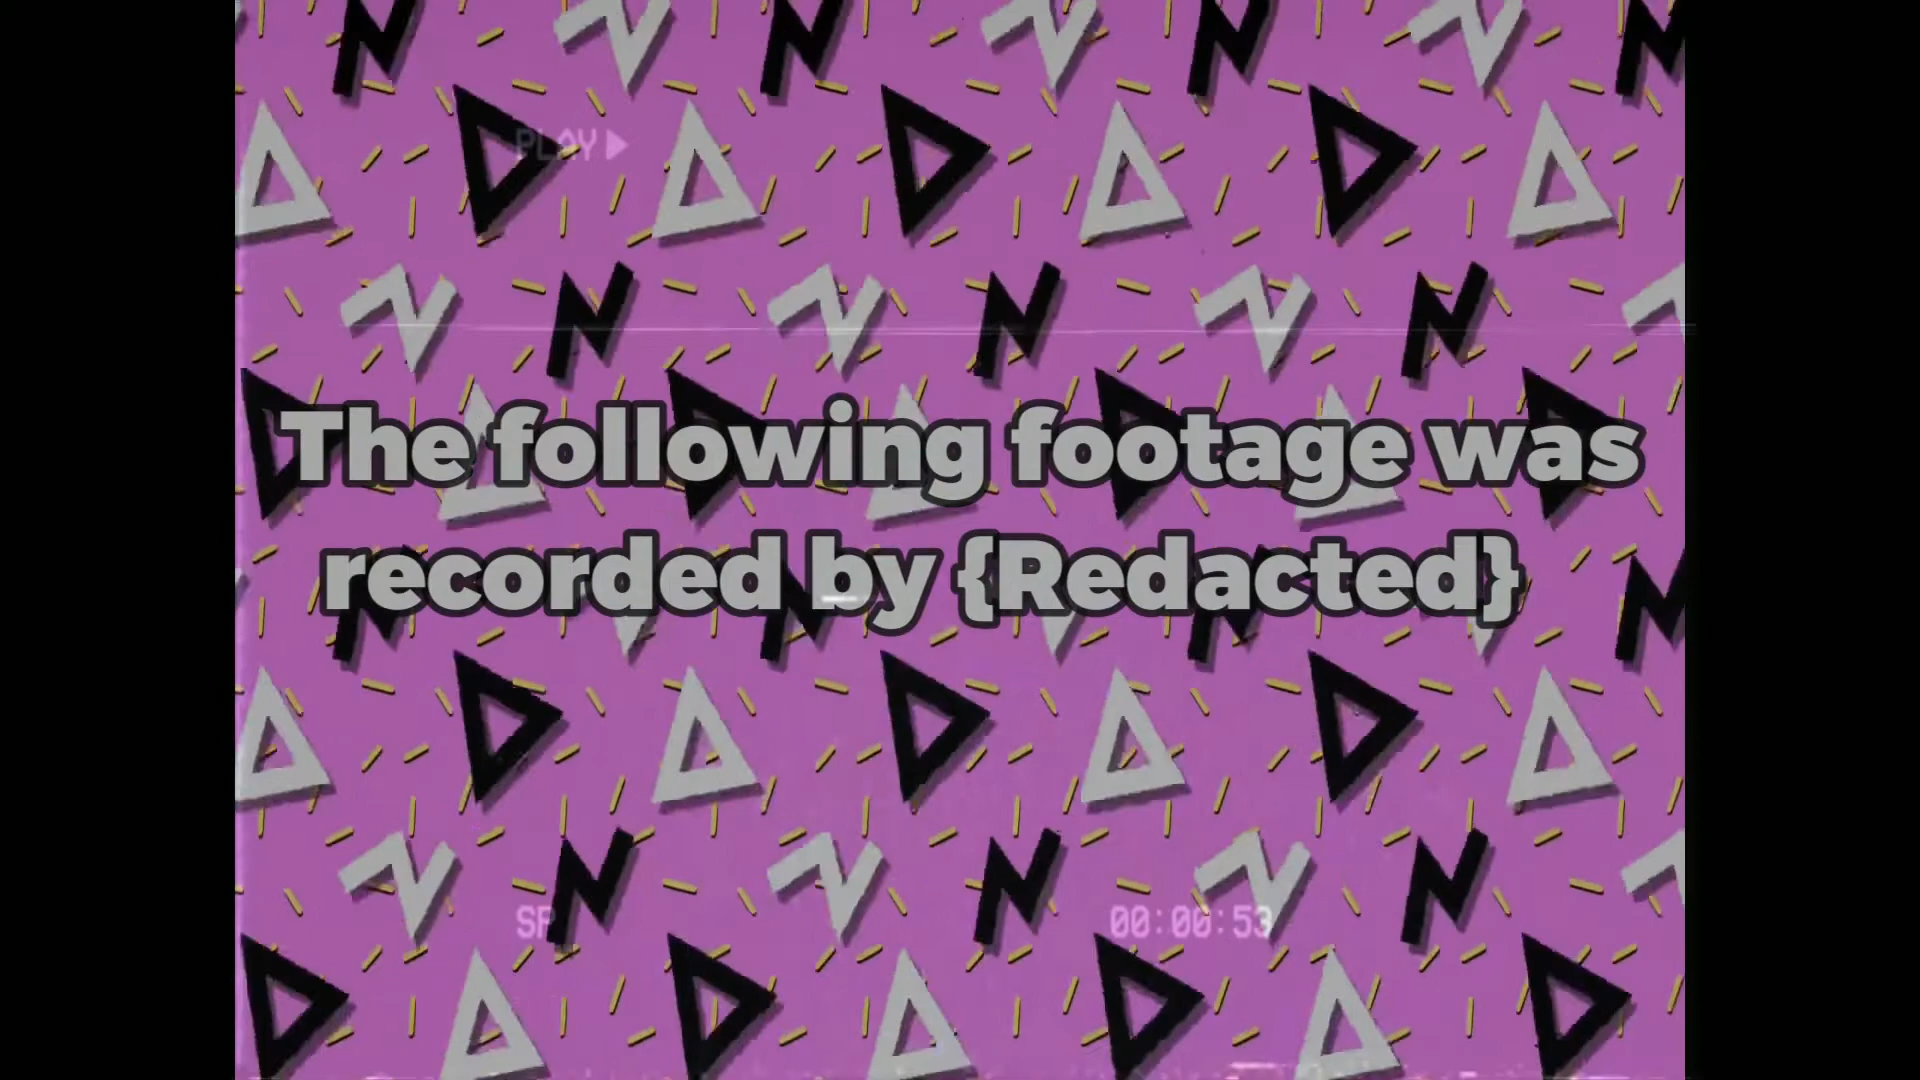 PLAY
The following footage was
recorded by {Redacted}
SP
00:00:53